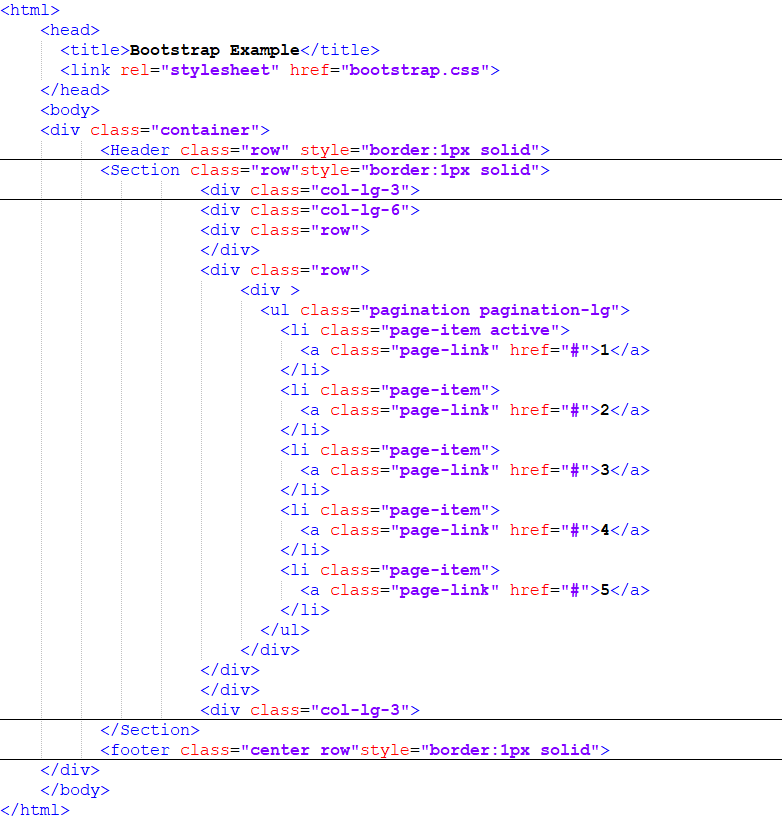 <html>
<head>
<title>Bootstrap Example</title>
<link rel="stylesheet" href="bootstrap.css">
</head>
<body>
<div class="container">
<Header class="row" style="border:1px solid">
<Section class="row"style="border:1px solid">
<div class="col-lg-3">
<div class="col-lg-6">
<div class="row">
</div>
<div class="row">
<div >
<ul class="pagination pagination-lg">
<li class="page-item active">
<a class="page-link" href="#">1</a>
</li>
<li class="page-item">
<a class="page-link" href="#">2</a>
</li>
<li class="page-item">
<a class="page-link" href="#">3</a>
</li>
<li class="page-item">
<a class="page-link" href="#">4</a>
</li>
<li class="page-item">
<a class="page-link" href="#">5</a>
</li>
</ul>
</div>
</div>
</div>
<div class="col-lg-3">
</Section>
<footer class="center row"style="border:1px solid">
</div>
</body>
</html>